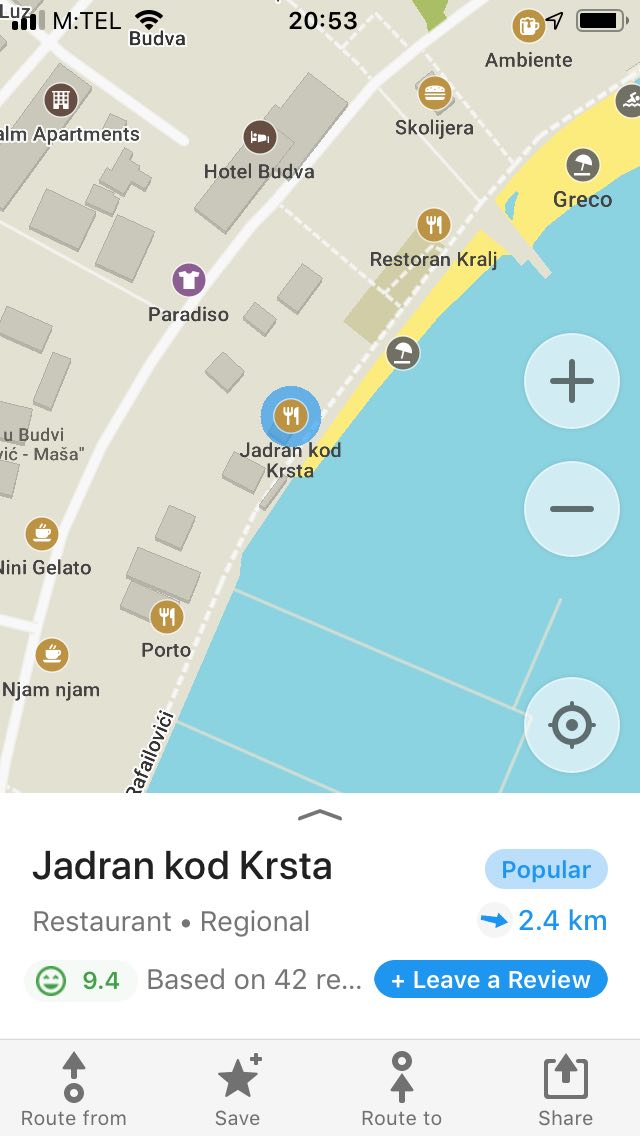 Luz
M:TEL
20:53
Budva
Ambiente
alm Apartments
Skolijera
Hotel Budva
Greco
Restoran Kralj
Paradiso
u Budvi
vić - Maša"
Jadran kod
Krsta
Nini Gelato
Porto
Njam njam
Rafailovići
Jadran kod Krsta
Popular
Restaurant • Regional
2.4 km
9.4
Based on 42 re...
+ Leave a Review
Route from
Save
Route to
Share